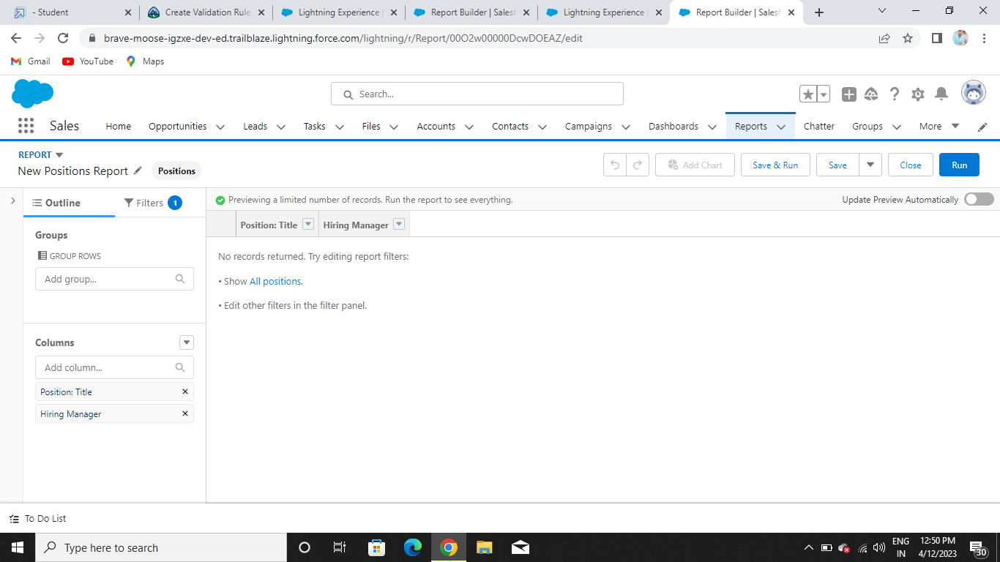 - Student
Create Validation Rule
Lightning Experience |
Report Builder | Salesf
Lightning Experience |
Report Builder | Salesf
brave-moose-igzxe-dev-ed.trailblaze.lightning.force.com/lightning/r/Report/00O2w00000DcwDOEAZ/edit
Gmail
YouTube
Maps
Search...
Sales
Home
Opportunities
Leads
Tasks
Files
Accounts
Contacts
Campaigns
Dashboards
Reports
Chatter
Groups
More
REPORT
New Positions Report
Positions
Add Chart
Save & Run
Save
Close
Run
Outline
Filters
1
Previewing a limited number of records. Run the report to see everything.
Update Preview Automatically
Groups
GROUP ROWS
Add group...
Columns
Add column...
Position: Title
Hiring Manager
Position: Title
Hiring Manager
No records returned. Try editing report filters:
• Show All positions.
• Edit other filters in the filter panel.
To Do List
Type here to search
ENG
IN
12:50 PM
4/12/2023
30